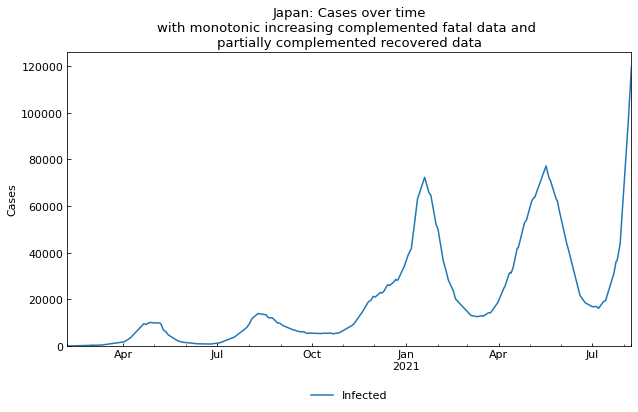 Japan: Cases over time
with monotonic increasing complemented fatal data and
partially complemented recovered data
120000
100000
80000
60000
40000
20000
0
Cases
Apr Jul Oct Jan Apr Jul
2021
Infected